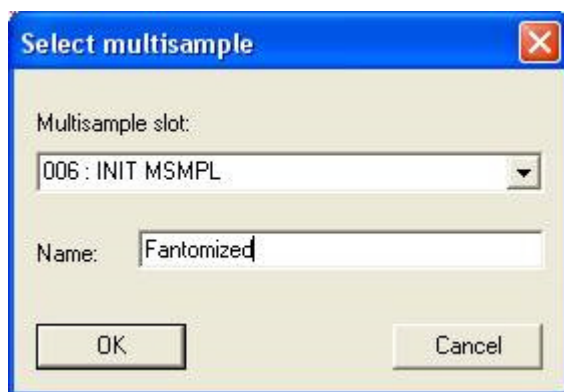 Select multisample
Multisample slot:
006 : INIT MSMPL
Name: Fantomized
OK Cancel